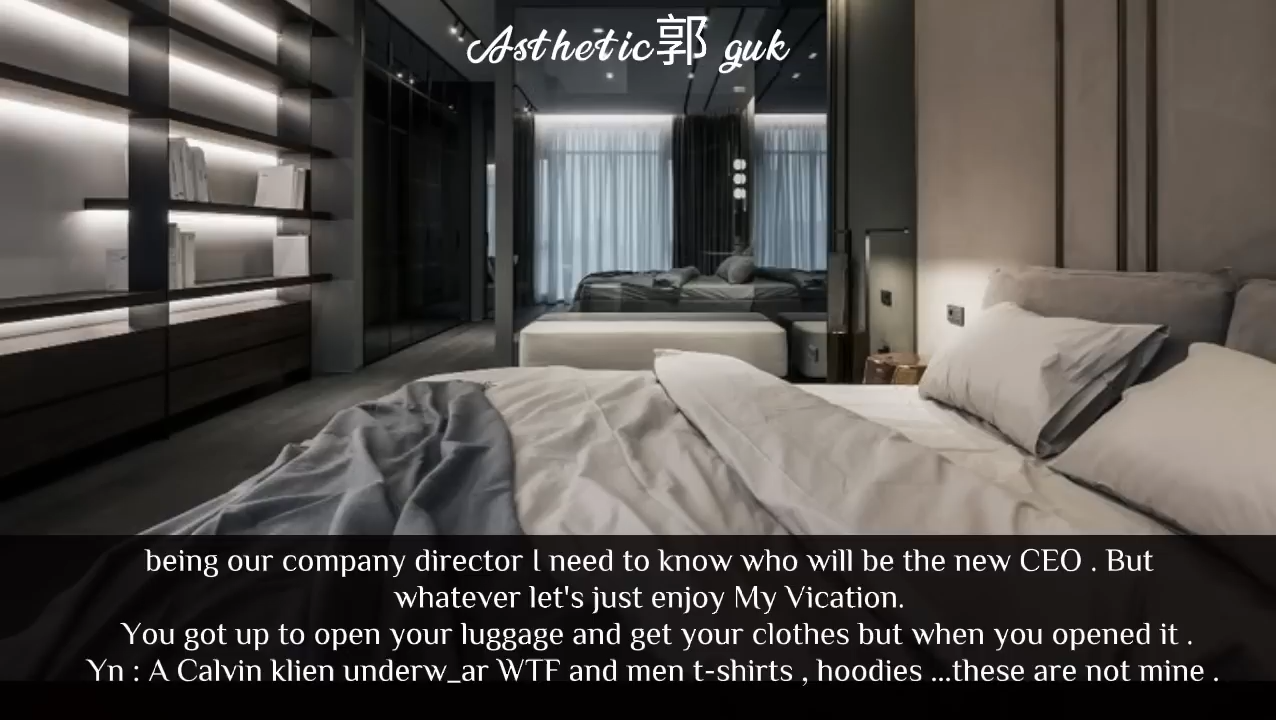 Asthetic郭 guk
being our company director I need to know who will be the new CEO . But
whatever let's just enjoy My Vication.
You got up to open your luggage and get your clothes but when you opened it .
Yn : A Calvin klien underw_ar WTF and men t-shirts , hoodies ...these are not mine .